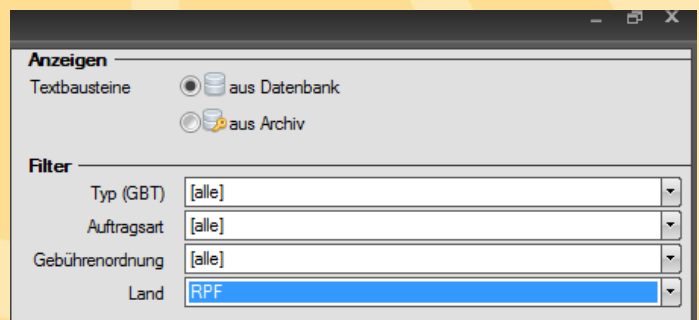 Anzeigen
Textbausteine aus Datenbank
aus Archiv
Filter
Typ (GBT) [alle]
Auftragsart [alle]
Gebührenordnung [alle]
Land RPF